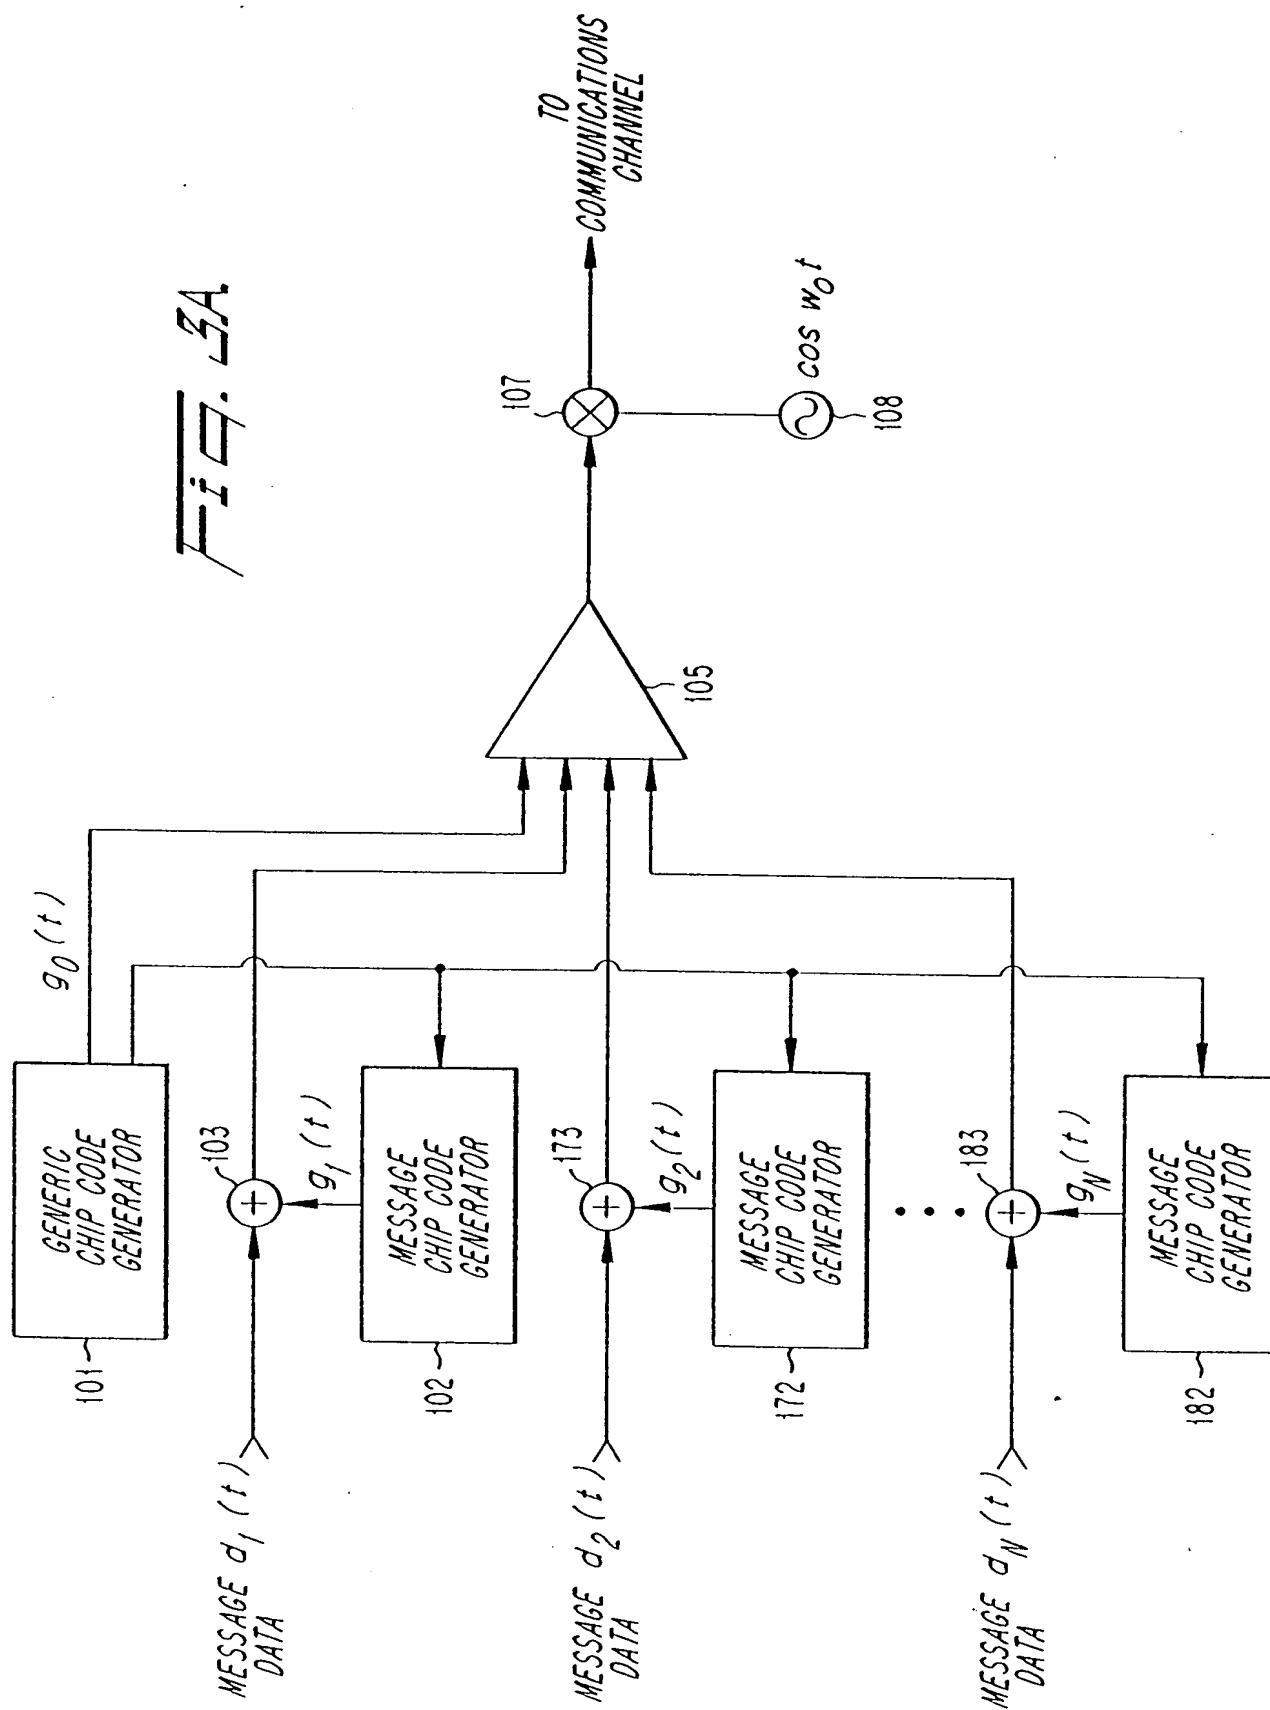 Fig. 3A.
GENERIC
CHIP CODE
GENERATOR
101
g0(t)
MESSAGE d1(t)
DATA
103
g1(t)
MESSAGE
CHIP CODE
GENERATOR
102
MESSAGE d2(t)
DATA
173
g2(t)
MESSAGE
CHIP CODE
GENERATOR
172
MESSAGE dN(t)
DATA
183
gN(t)
MESSAGE
CHIP CODE
GENERATOR
182
105
107
cos w0t
108
TO
COMMUNICATIONS
CHANNEL